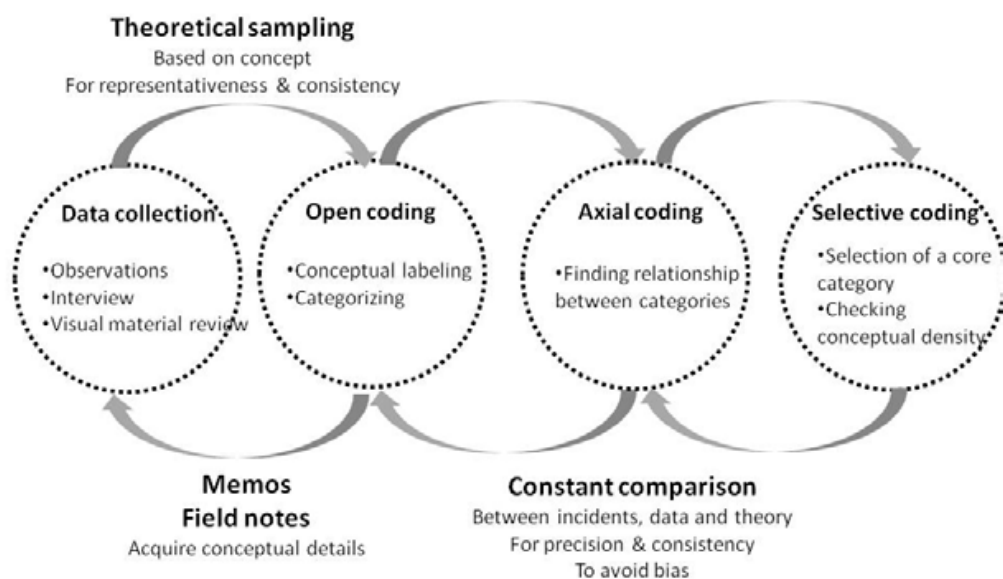 Theoretical sampling
Based on concept
For representativeness & consistency
Data collection
•Observations
•Interview
•Visual material review
Open coding
•Conceptual labeling
•Categorizing
Axial coding
•Finding relationship
between categories
Selective coding
•Selection of a core
category
•Checking
conceptual density
Memos
Field notes
Acquire conceptual details
Constant comparison
Between incidents, data and theory
For precision & consistency
To avoid bias